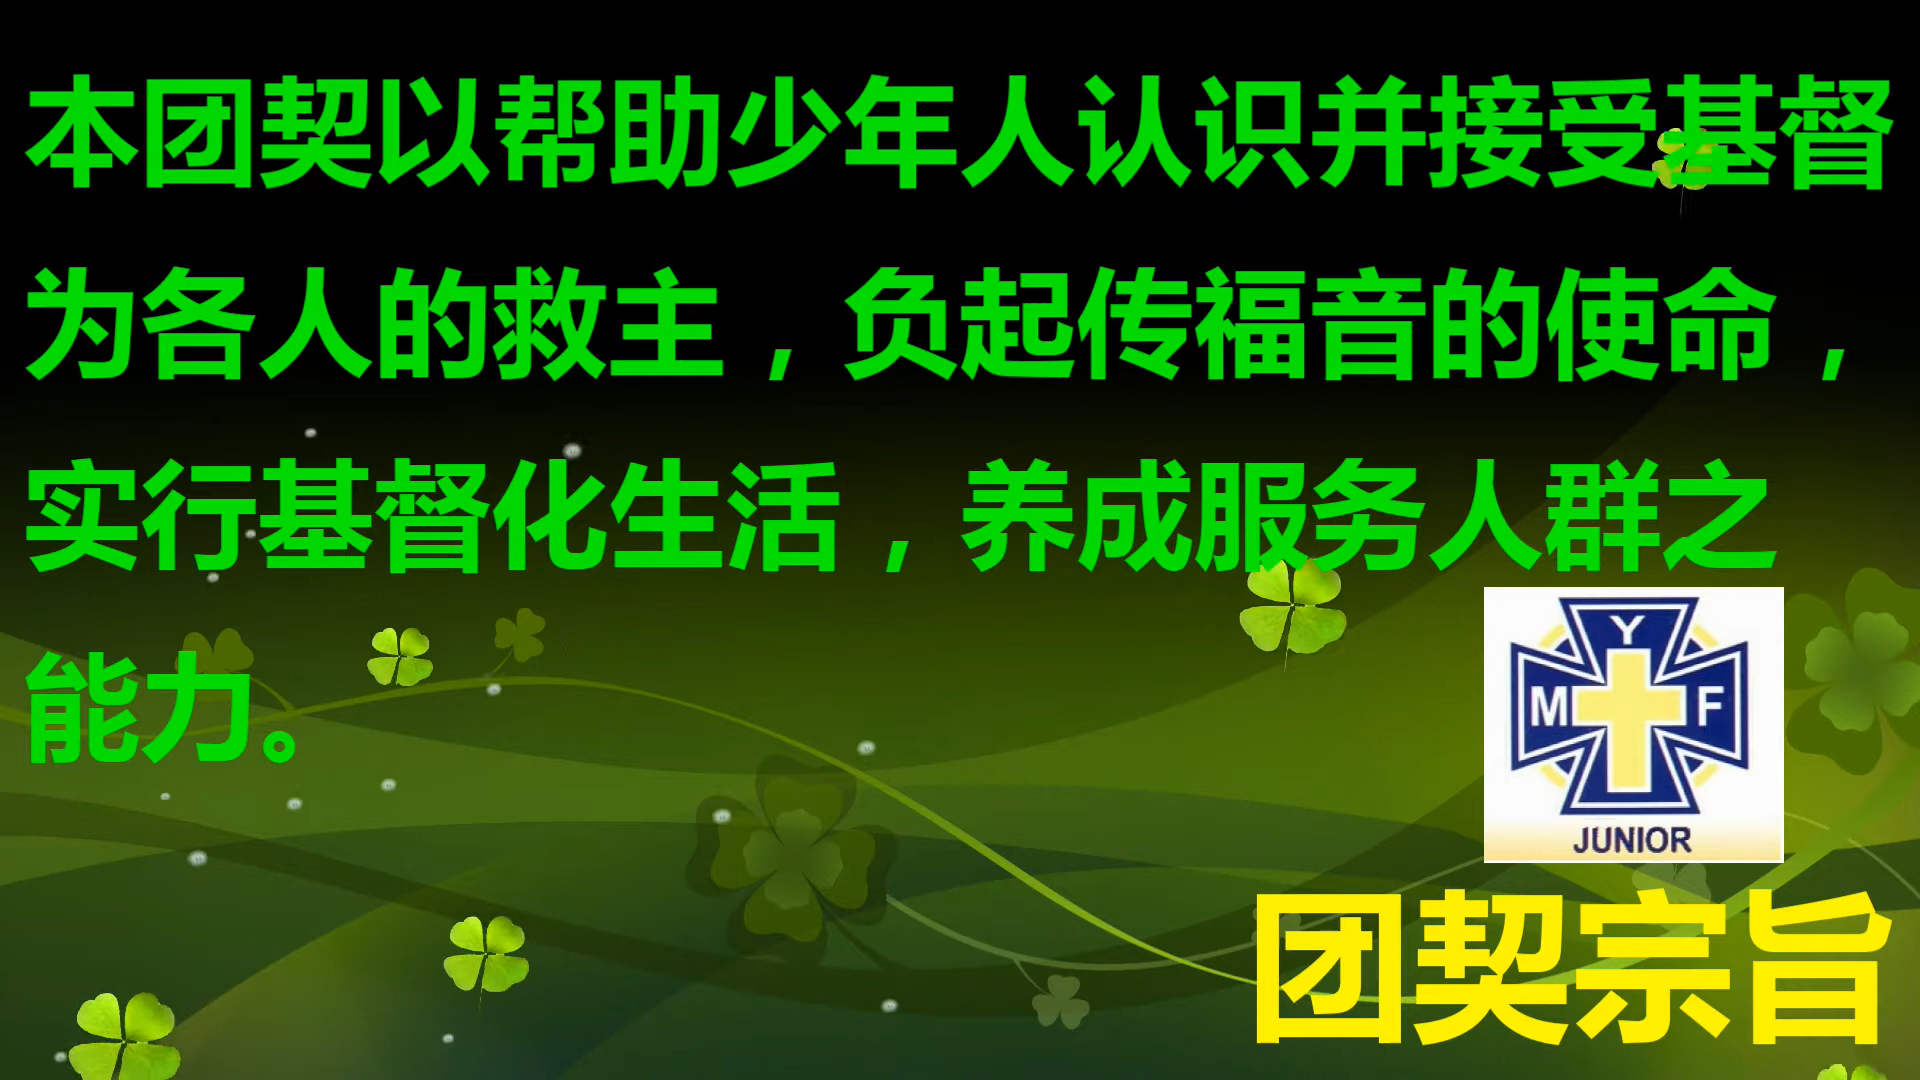 本团契以帮助少年人认识并接受基督
为各人的救主，负起传福音的使命，
实行基督化生活，养成服务人群之
能力。
Y
M F
JUNIOR
团契宗旨